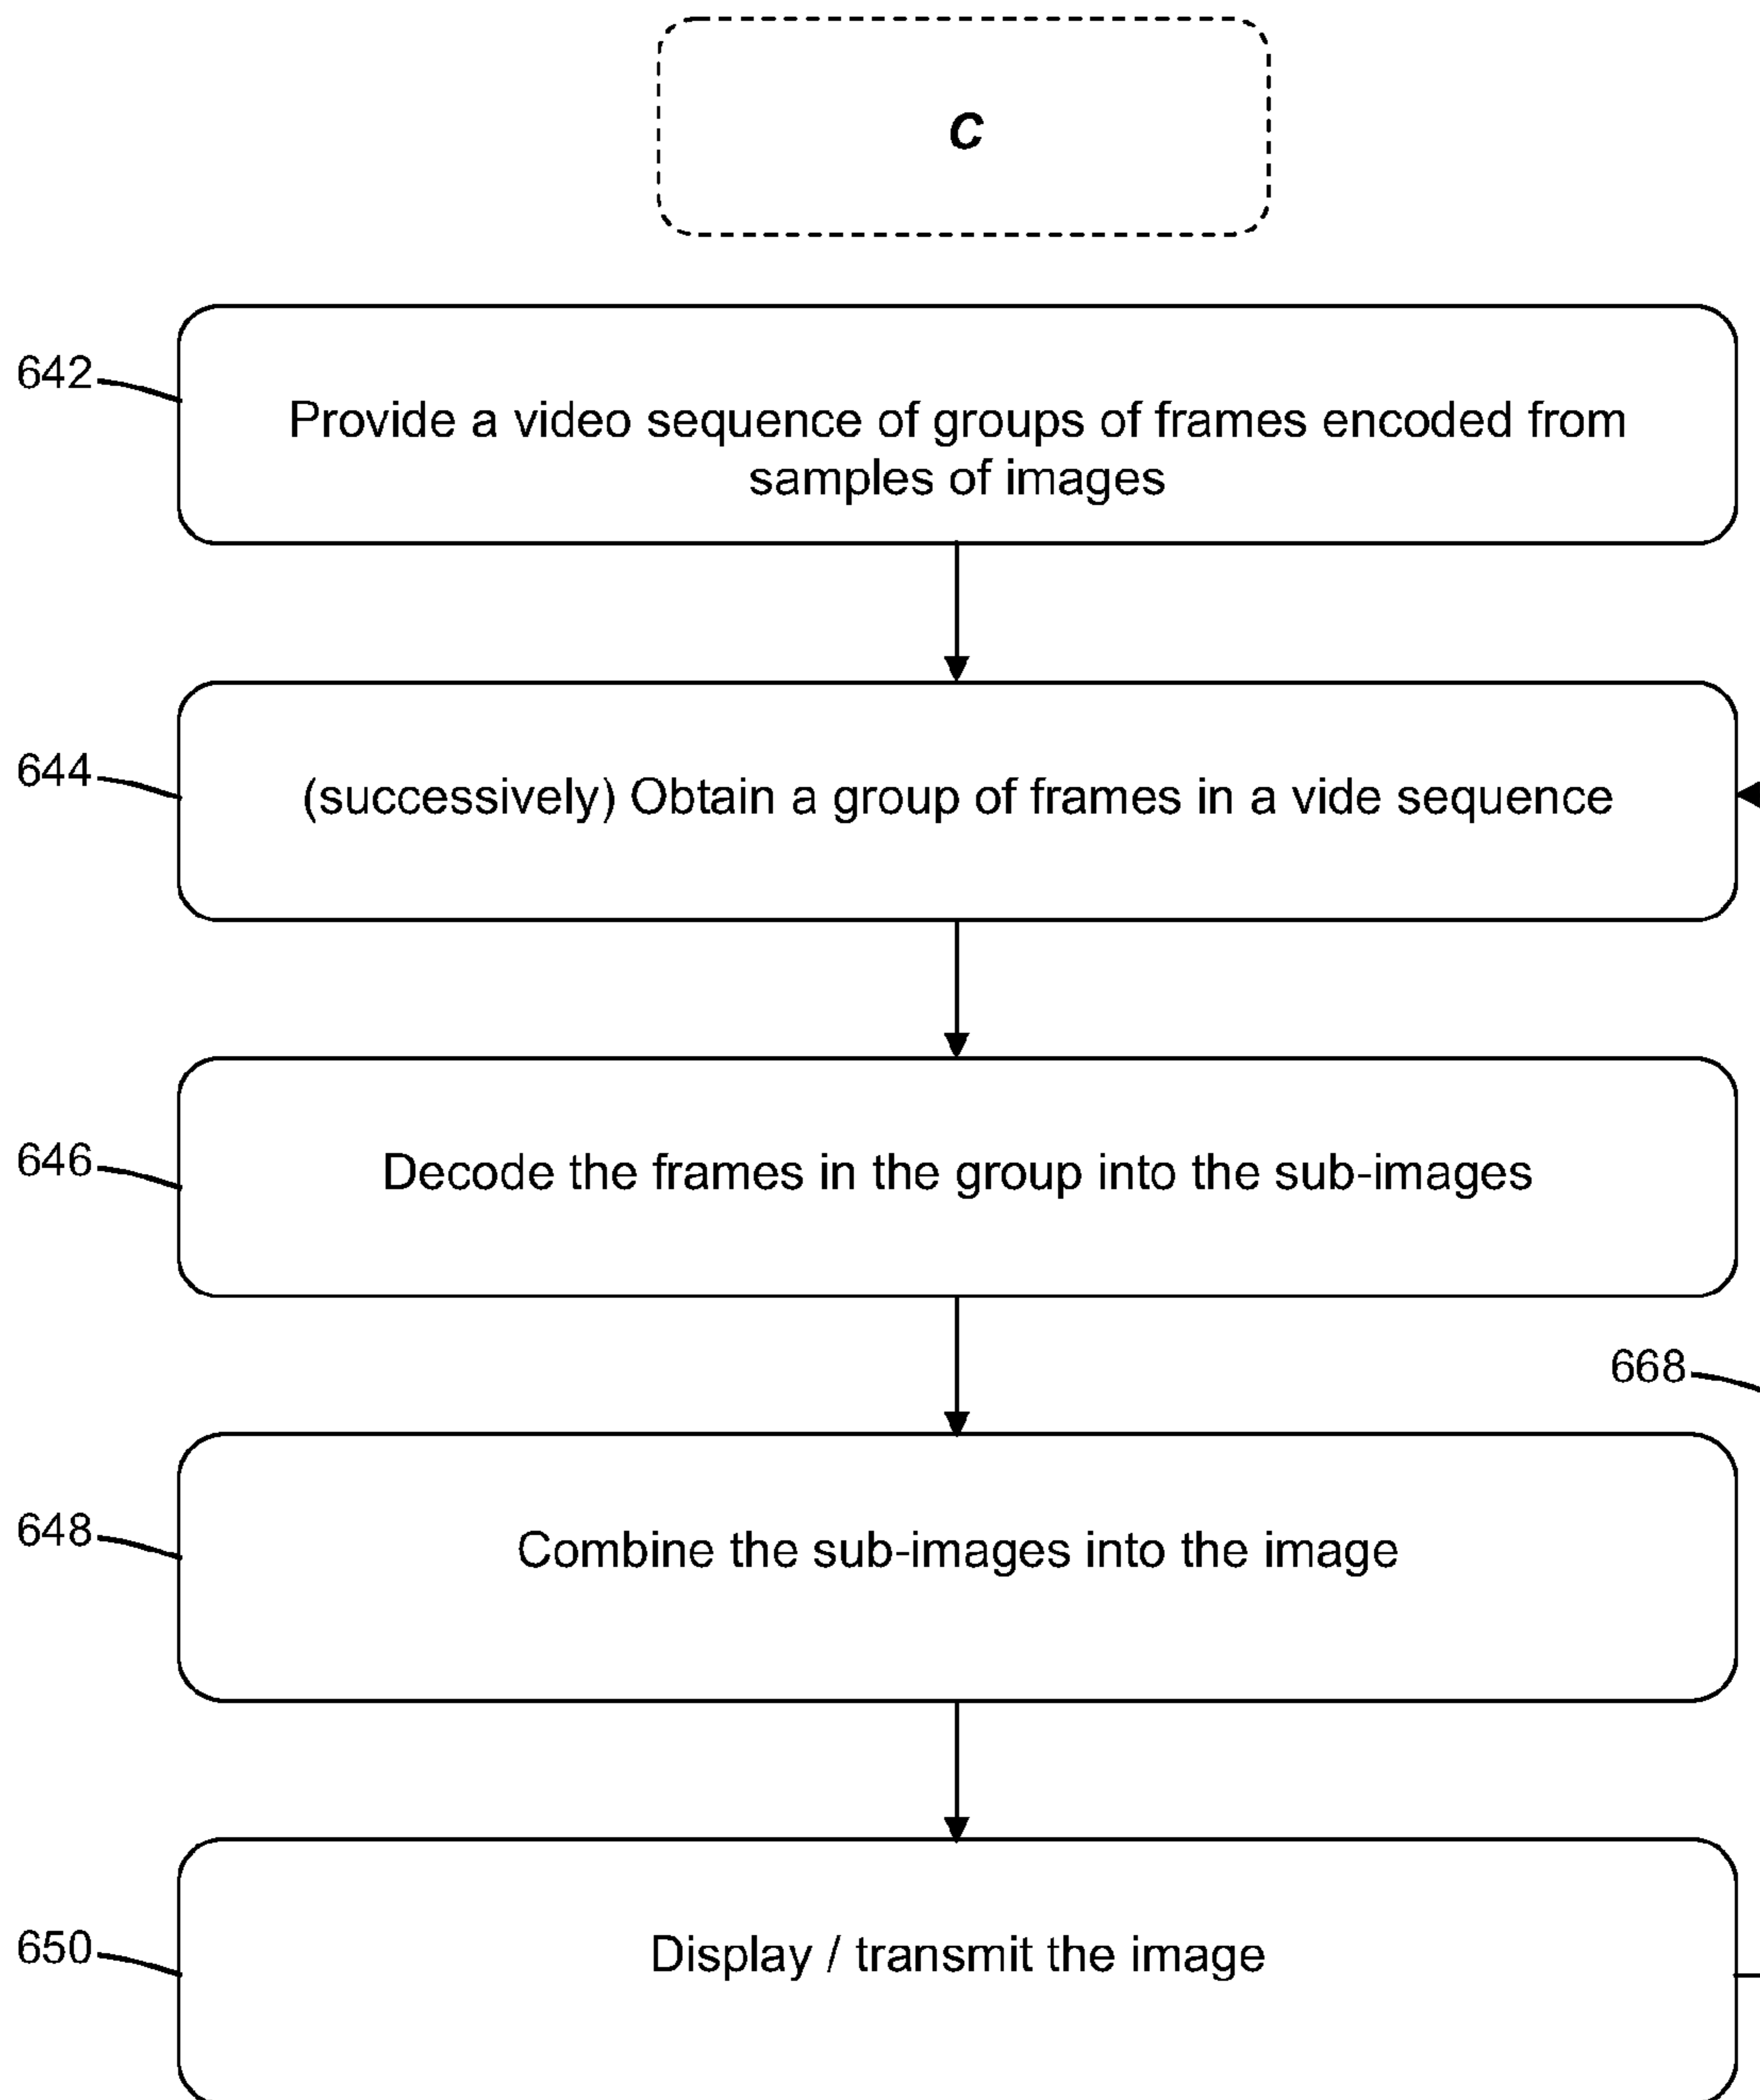 C
642
Provide a video sequence of groups of frames encoded from
samples of images
644
(successively) Obtain a group of frames in a vide sequence
646
Decode the frames in the group into the sub-images
668
648
Combine the sub-images into the image
650
Display / transmit the image